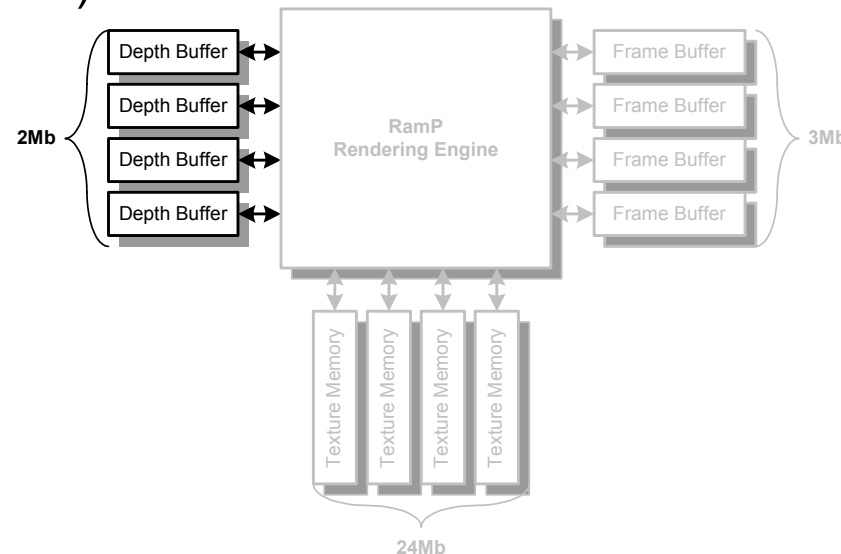 )
Depth Buffer
Depth Buffer
Depth Buffer
Depth Buffer
2Mb
RamP
Rendering Engine
Frame Buffer
Frame Buffer
Frame Buffer
Frame Buffer
3Mb
Texture Memory
Texture Memory
Texture Memory
Texture Memory
24Mb